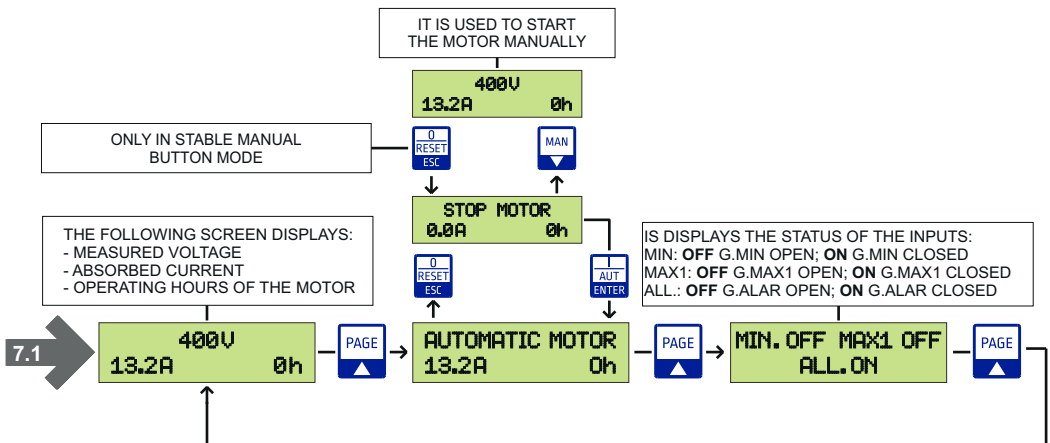 IT IS USED TO START
THE MOTOR MANUALLY
400V
13.2A 0h
ONLY IN STABLE MANUAL
BUTTON MODE
0
RESET
ESC
MAN
STOP MOTOR
0.0A 0h
THE FOLLOWING SCREEN DISPLAYS:
- MEASURED VOLTAGE
- ABSORBED CURRENT
- OPERATING HOURS OF THE MOTOR
0
RESET
ESC
I
AUT
ENTER
IS DISPLAYS THE STATUS OF THE INPUTS:
MIN: OFF G.MIN OPEN; ON G.MIN CLOSED
MAX1: OFF G.MAX1 OPEN; ON G.MAX1 CLOSED
ALL.: OFF G.ALAR OPEN; ON G.ALAR CLOSED
7.1
400V
13.2A 0h
PAGE
AUTOMATIC MOTOR
13.2A 0h
PAGE
MIN.OFF MAX1 OFF
ALL.ON
PAGE